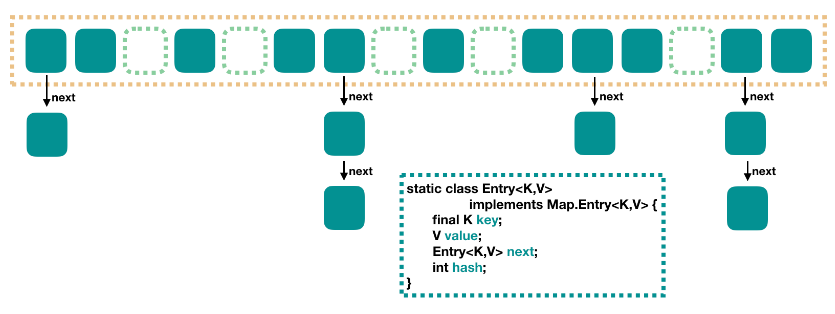 next
next
next
next
next
next
static class Entry<K,V>
implements Map.Entry<K,V> {
final K key;
V value;
Entry<K,V> next;
int hash;
}